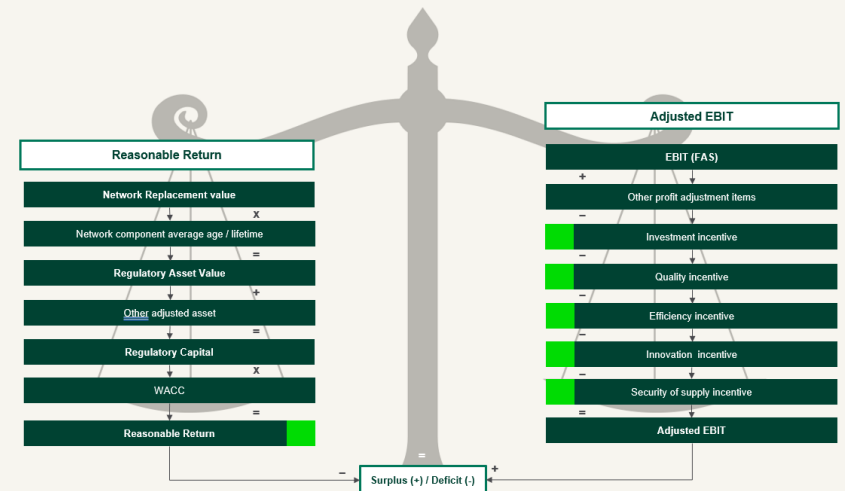 Reasonable Return
Network Replacement value
x
Network component average age / lifetime
=
Regulatory Asset Value
+
Other adjusted asset
=
Regulatory Capital
x
WACC
=
Reasonable Return
Adjusted EBIT
EBIT (FAS)
+
Other profit adjustment items
−
Investment incentive
−
Quality incentive
−
Efficiency incentive
−
Innovation incentive
−
Security of supply incentive
=
Adjusted EBIT
=
− Surplus (+) / Deficit (-) +